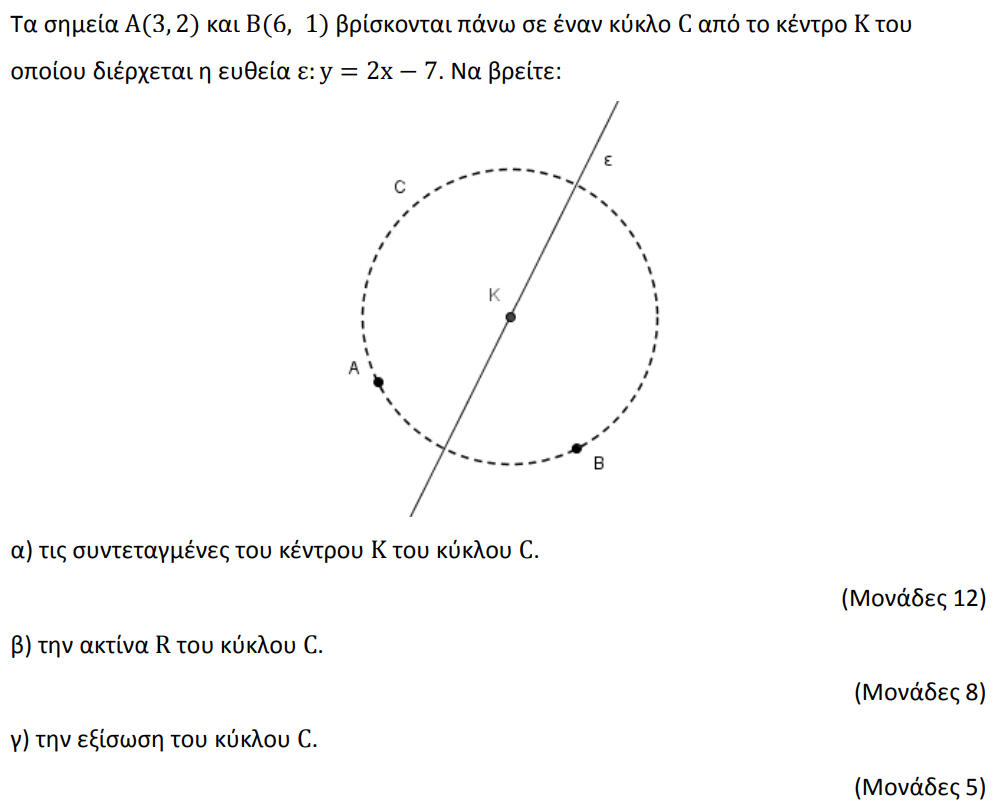 Τα σημεία Α(3, 2) και Β(6, 1) βρίσκονται πάνω σε έναν κύκλο C από το κέντρο Κ του
οποίου διέρχεται η ευθεία ε: y = 2x − 7. Να βρείτε:
ε
C
K
A
B
α) τις συντεταγμένες του κέντρου Κ του κύκλου C.
(Μονάδες 12)
β) την ακτίνα R του κύκλου C.
(Μονάδες 8)
γ) την εξίσωση του κύκλου C.
(Μονάδες 5)